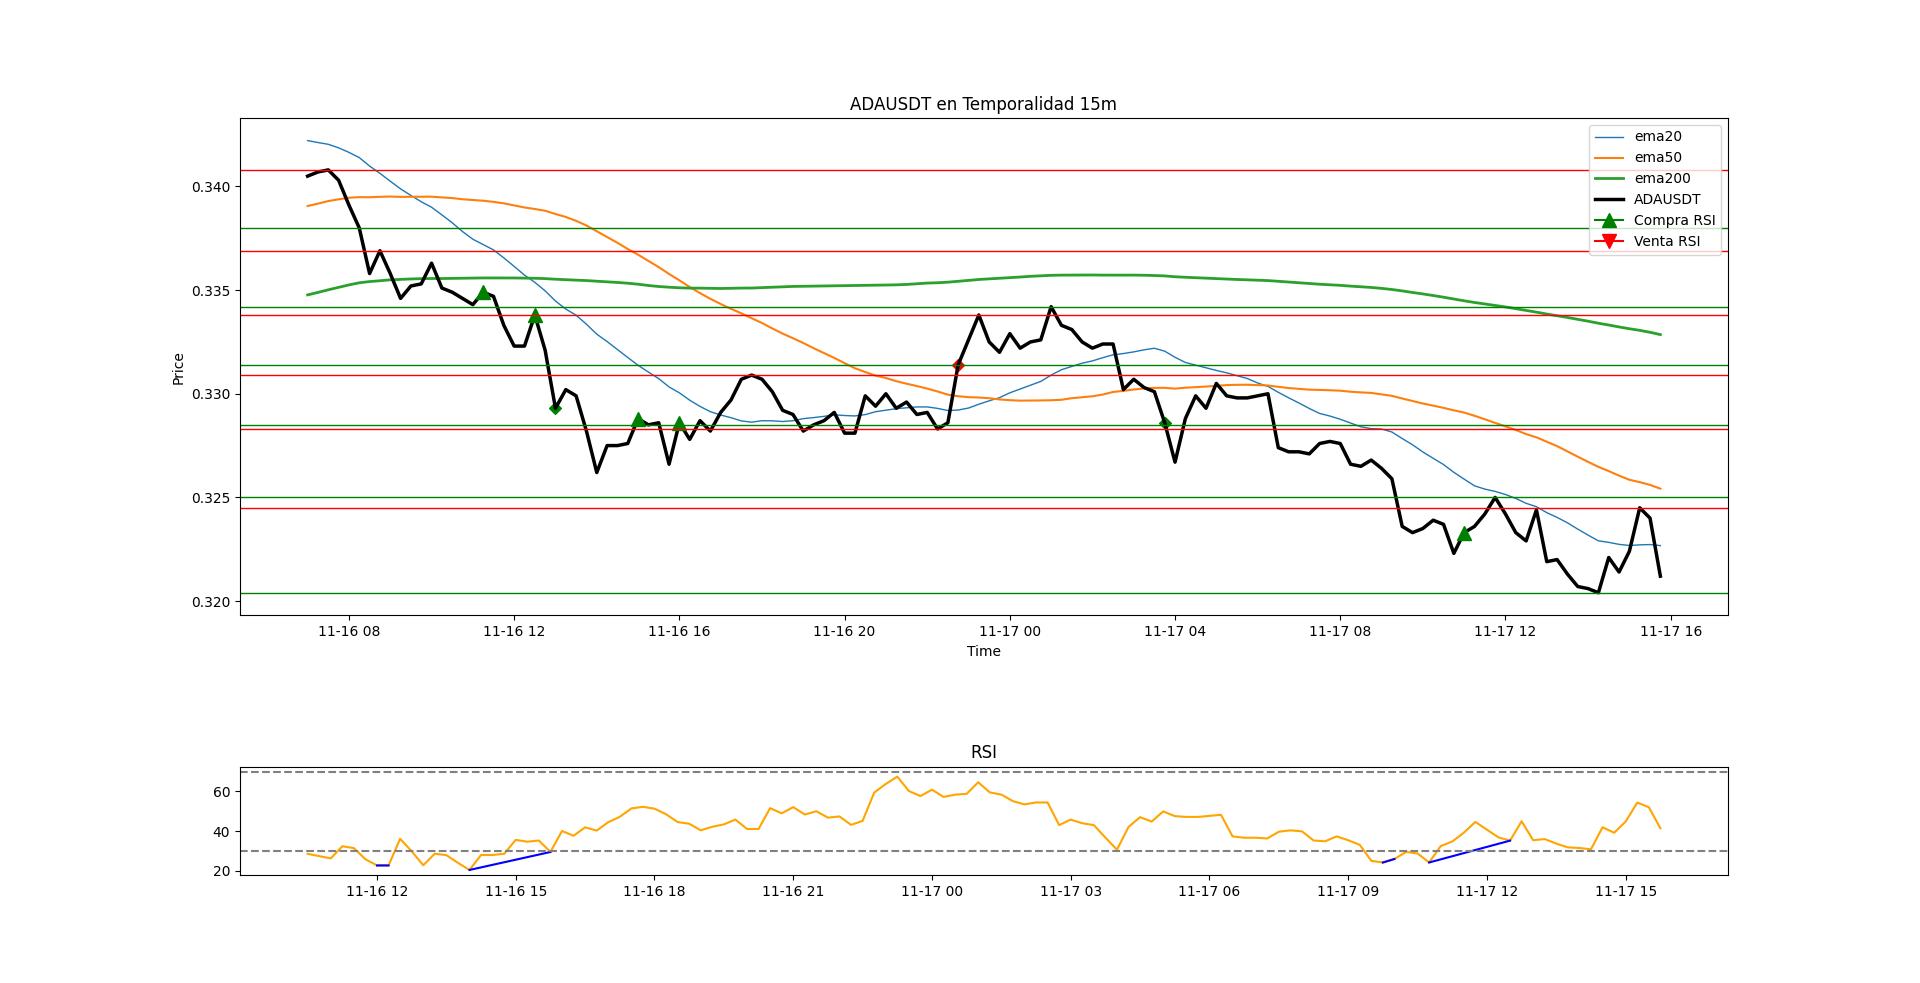 ADAUSDT en Temporalidad 15m
ema20
ema50
ema200
ADAUSDT
Compra RSI
Venta RSI
Price
0.340
0.335
0.330
0.325
0.320
11-16 08 11-16 12 11-16 16 11-16 20 11-17 00 11-17 04 11-17 08 11-17 12 11-17 16
Time
RSI
60
40
20
11-16 12 11-16 15 11-16 18 11-16 21 11-17 00 11-17 03 11-17 06 11-17 09 11-17 12 11-17 15